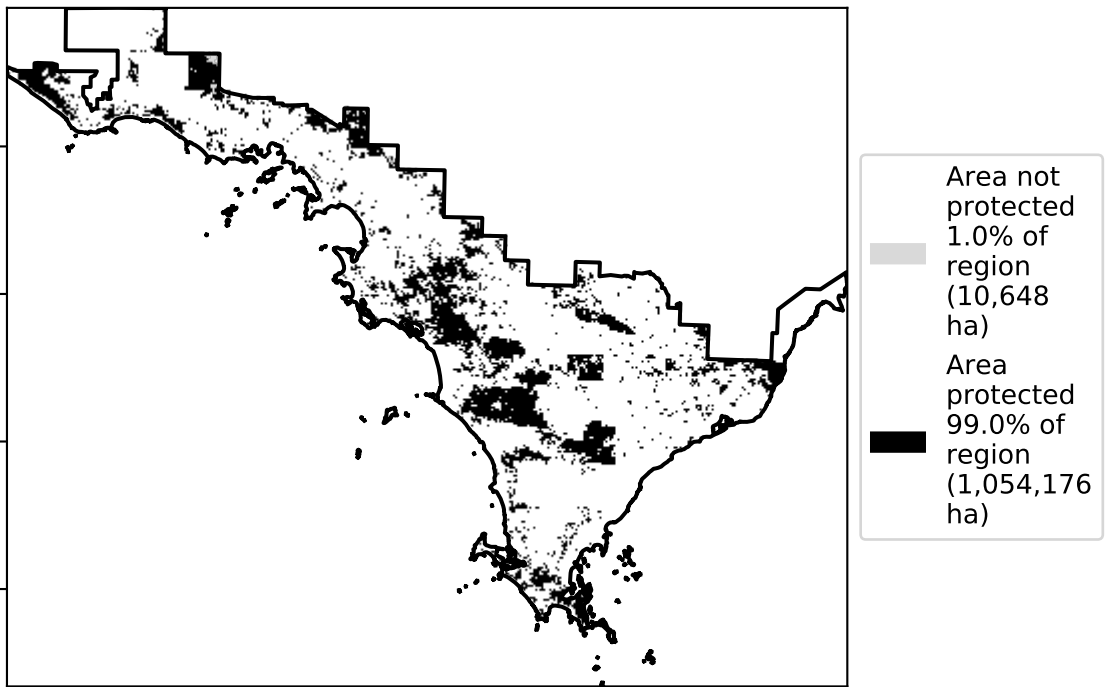 Area not
protected
1.0% of
region
(10,648
ha)
Area
protected
99.0% of
region
(1,054,176
ha)